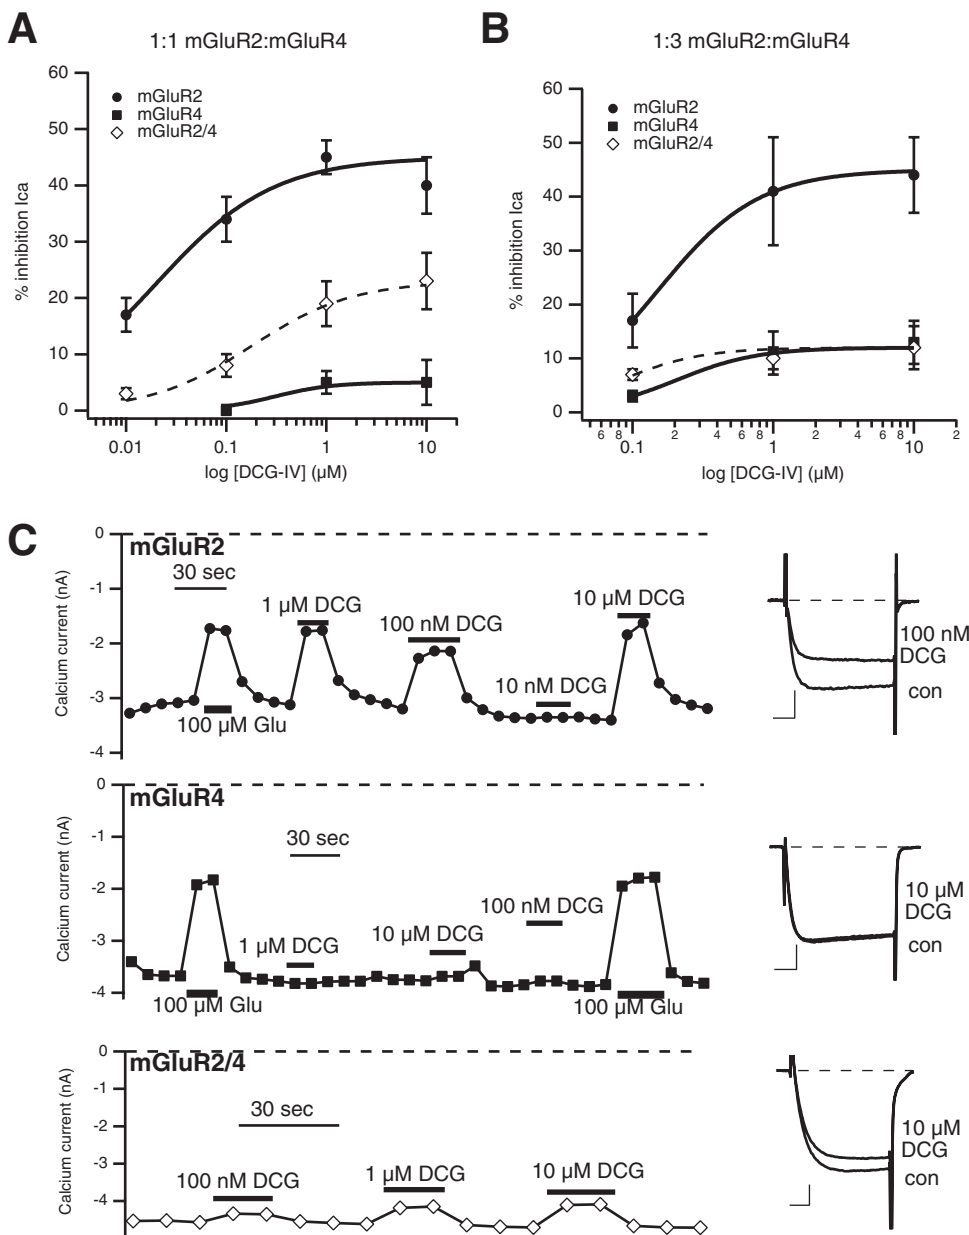 A
1:1 mGluR2:mGluR4
mGluR2
mGluR4
mGluR2/4
% inhibition Ica
60
50
40
30
20
10
0
0.01
0.1
1
10
log [DCG-IV] (µM)
B
1:3 mGluR2:mGluR4
mGluR2
mGluR4
mGluR2/4
% inhibition Ica
60
50
40
30
20
10
0
6 8 0.1 2 4 6 8 1 2 4 6 8 10 2
log [DCG-IV] (µM)
C
mGluR2
Calcium current (nA)
0
-1
-2
-3
-4
30 sec
100 µM Glu
1 µM DCG
100 nM DCG
10 nM DCG
10 µM DCG
100 nM
DCG
con
mGluR4
Calcium current (nA)
0
-1
-2
-3
-4
30 sec
100 µM Glu
1 µM DCG
10 µM DCG
100 nM DCG
100 µM Glu
10 µM
DCG
con
mGluR2/4
Calcium current (nA)
0
-1
-2
-3
-4
30 sec
100 nM DCG
1 µM DCG
10 µM DCG
10 µM
DCG
con